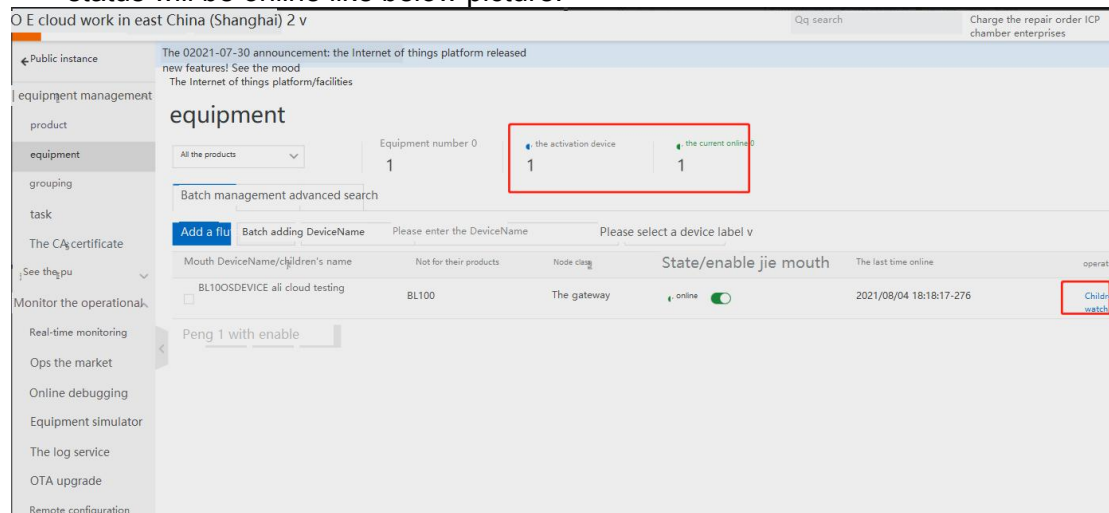 status will be online like below picture:
O E cloud work in east China (Shanghai) 2 v
Qq search
Charge the repair order ICP
chamber enterprises
Public instance
The 02021-07-30 announcement: the Internet of things platform released
new features! See the mood
The Internet of things platform/facilities
equipment management
product
equipment
grouping
task
The CA certificate
See the pu
Monitor the operational
Real-time monitoring
Ops the market
Online debugging
Equipment simulator
The log service
OTA upgrade
Remote configuration
equipment
All the products
Equipment number 0
1
the activation device
1
the current online 0
1
Batch management advanced search
Add a flu
Batch adding DeviceName
Please enter the DeviceName
Please select a device label v
Mouth DeviceName/children's name
Not for their products
Node class
State/enable jie mouth
The last time online
operat
BL10OSDEVICE ali cloud testing
BL100
The gateway
online
2021/08/04 18:18:17-276
Childr
watch
Peng 1 with enable